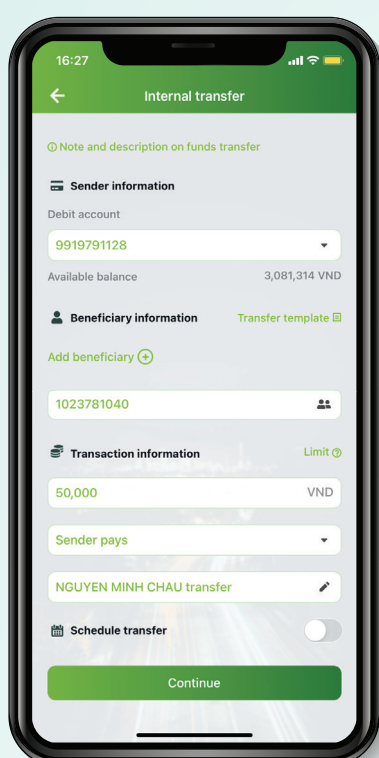 16:27
Internal transfer
Note and description on funds transfer
Sender information
Debit account
9919791128
Available balance 3,081,314 VND
Beneficiary information Transfer template
Add beneficiary
1023781040
Transaction information Limit
50,000 VND
Sender pays
NGUYEN MINH CHAU transfer
Schedule transfer
Continue